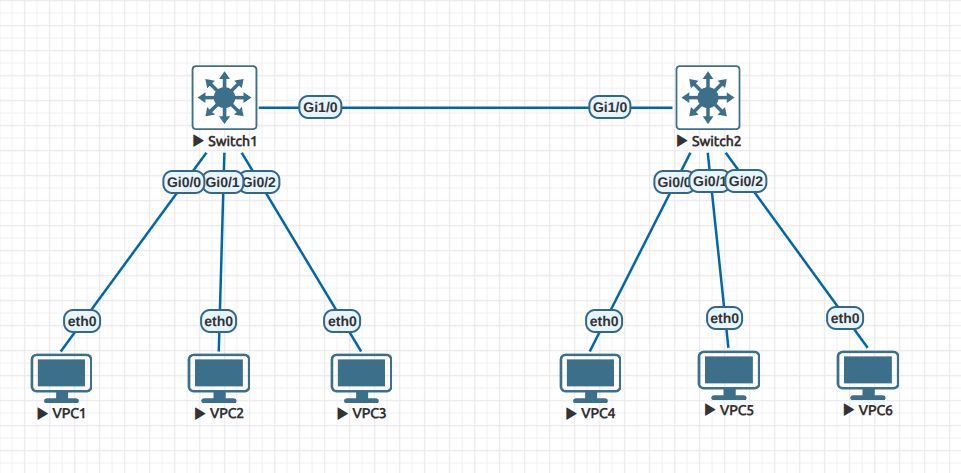 Gi1/0
Gi1/0
Switch1
Switch2
Gi0/0
Gi0/1
Gi0/2
Gi0/0
Gi0/1
Gi0/2
eth0
eth0
eth0
eth0
eth0
eth0
VPC1
VPC2
VPC3
VPC4
VPC5
VPC6